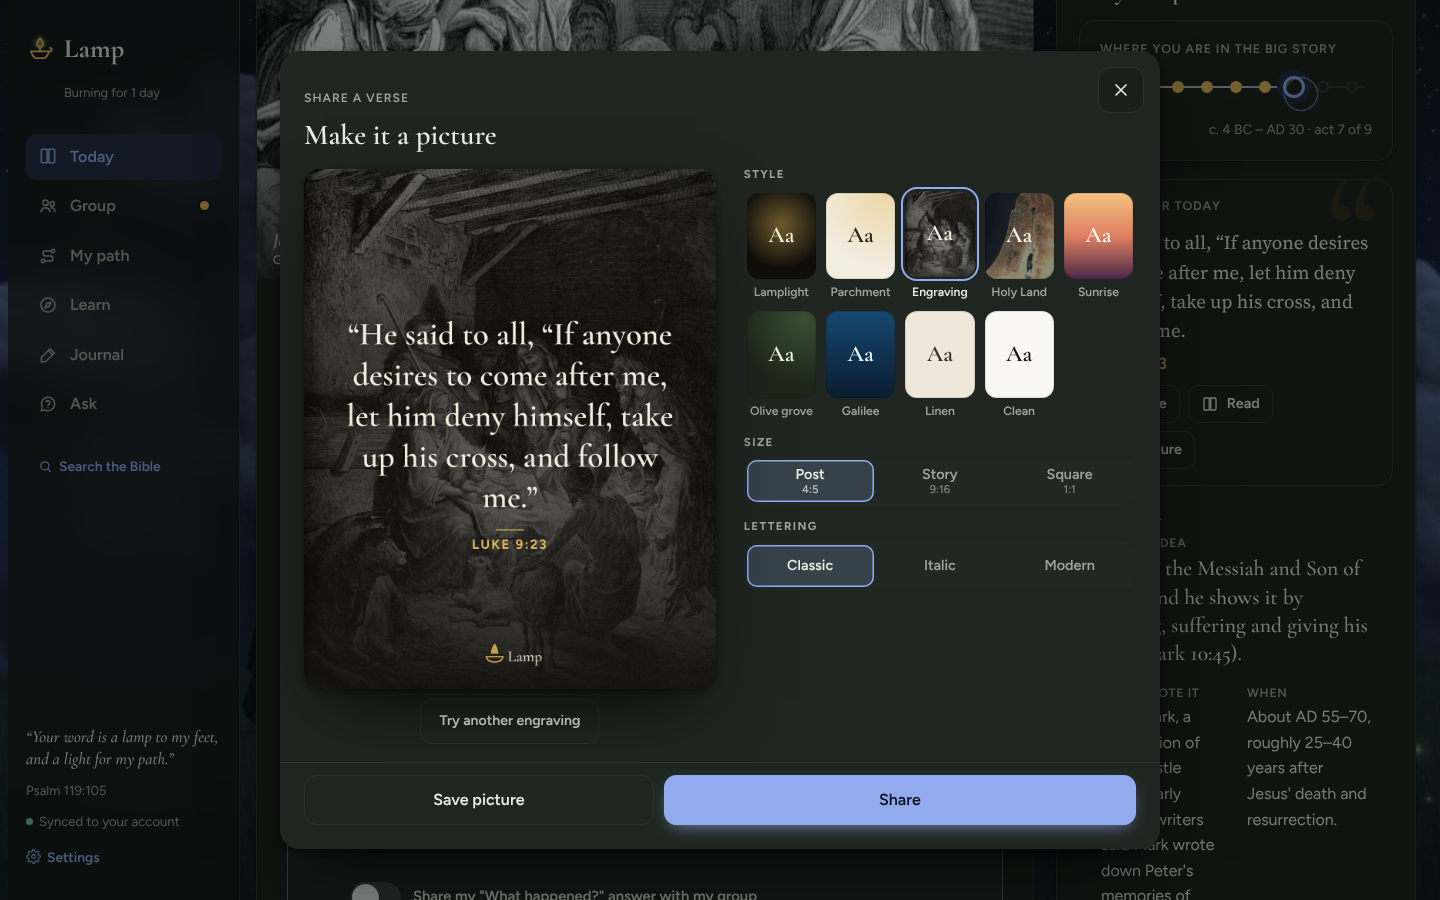 Lamp
Burning for 1 day
Today
Group
My path
Learn
Journal
Ask
Search the Bible
“Your word is a lamp to my feet,
and a light for my path.”
Psalm 119:105
Synced to your account
Settings
SHARE A VERSE
Make it a picture
“He said to all, “If anyone
desires to come after me,
let him deny himself, take
up his cross, and follow
me.”
LUKE 9:23
Lamp
Try another engraving
STYLE
Aa
Aa
Aa
Aa
Aa
Lamplight
Parchment
Engraving
Holy Land
Sunrise
Aa
Aa
Aa
Aa
Olive grove
Galilee
Linen
Clean
SIZE
Post
4:5
Story
9:16
Square
1:1
LETTERING
Classic
Italic
Modern
Save picture
Share
Share my "What happened?" answer with my group
WHERE YOU ARE IN THE BIG STORY
c. 4 BC – AD 30 · act 7 of 9
TODAY
to all, “If anyone desires
after me, let him deny
take up his cross, and
Read
the Messiah and Son of
he shows it by
suffering and giving his
10:45).
WHEN
About AD 55–70,
roughly 25–40
years after
Jesus' death and
resurrection.
wrote
down Peter's
memories of